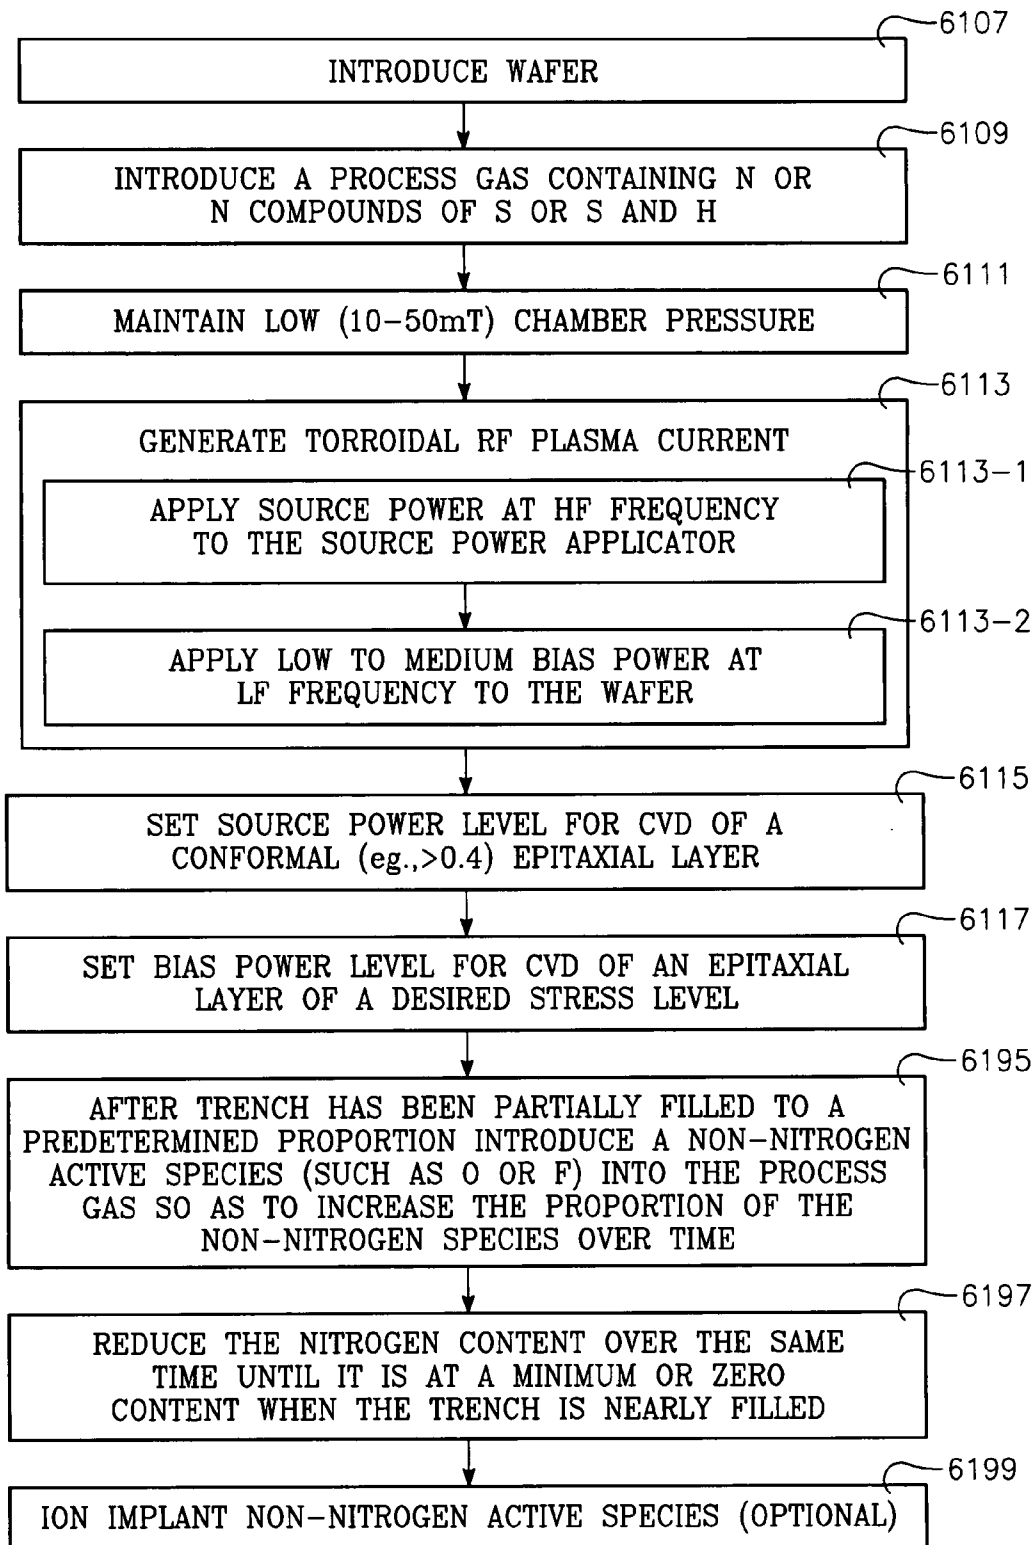 6107
INTRODUCE WAFER
6109
INTRODUCE A PROCESS GAS CONTAINING N OR
N COMPOUNDS OF S OR S AND H
6111
MAINTAIN LOW (10-50mT) CHAMBER PRESSURE
6113
GENERATE TORROIDAL RF PLASMA CURRENT
6113-1
APPLY SOURCE POWER AT HF FREQUENCY
TO THE SOURCE POWER APPLICATOR
6113-2
APPLY LOW TO MEDIUM BIAS POWER AT
LF FREQUENCY TO THE WAFER
6115
SET SOURCE POWER LEVEL FOR CVD OF A
CONFORMAL (eg.,>0.4) EPITAXIAL LAYER
6117
SET BIAS POWER LEVEL FOR CVD OF AN EPITAXIAL
LAYER OF A DESIRED STRESS LEVEL
6195
AFTER TRENCH HAS BEEN PARTIALLY FILLED TO A
PREDETERMINED PROPORTION INTRODUCE A NON-NITROGEN
ACTIVE SPECIES (SUCH AS O OR F) INTO THE PROCESS
GAS SO AS TO INCREASE THE PROPORTION OF THE
NON-NITROGEN SPECIES OVER TIME
6197
REDUCE THE NITROGEN CONTENT OVER THE SAME
TIME UNTIL IT IS AT A MINIMUM OR ZERO
CONTENT WHEN THE TRENCH IS NEARLY FILLED
6199
ION IMPLANT NON-NITROGEN ACTIVE SPECIES (OPTIONAL)